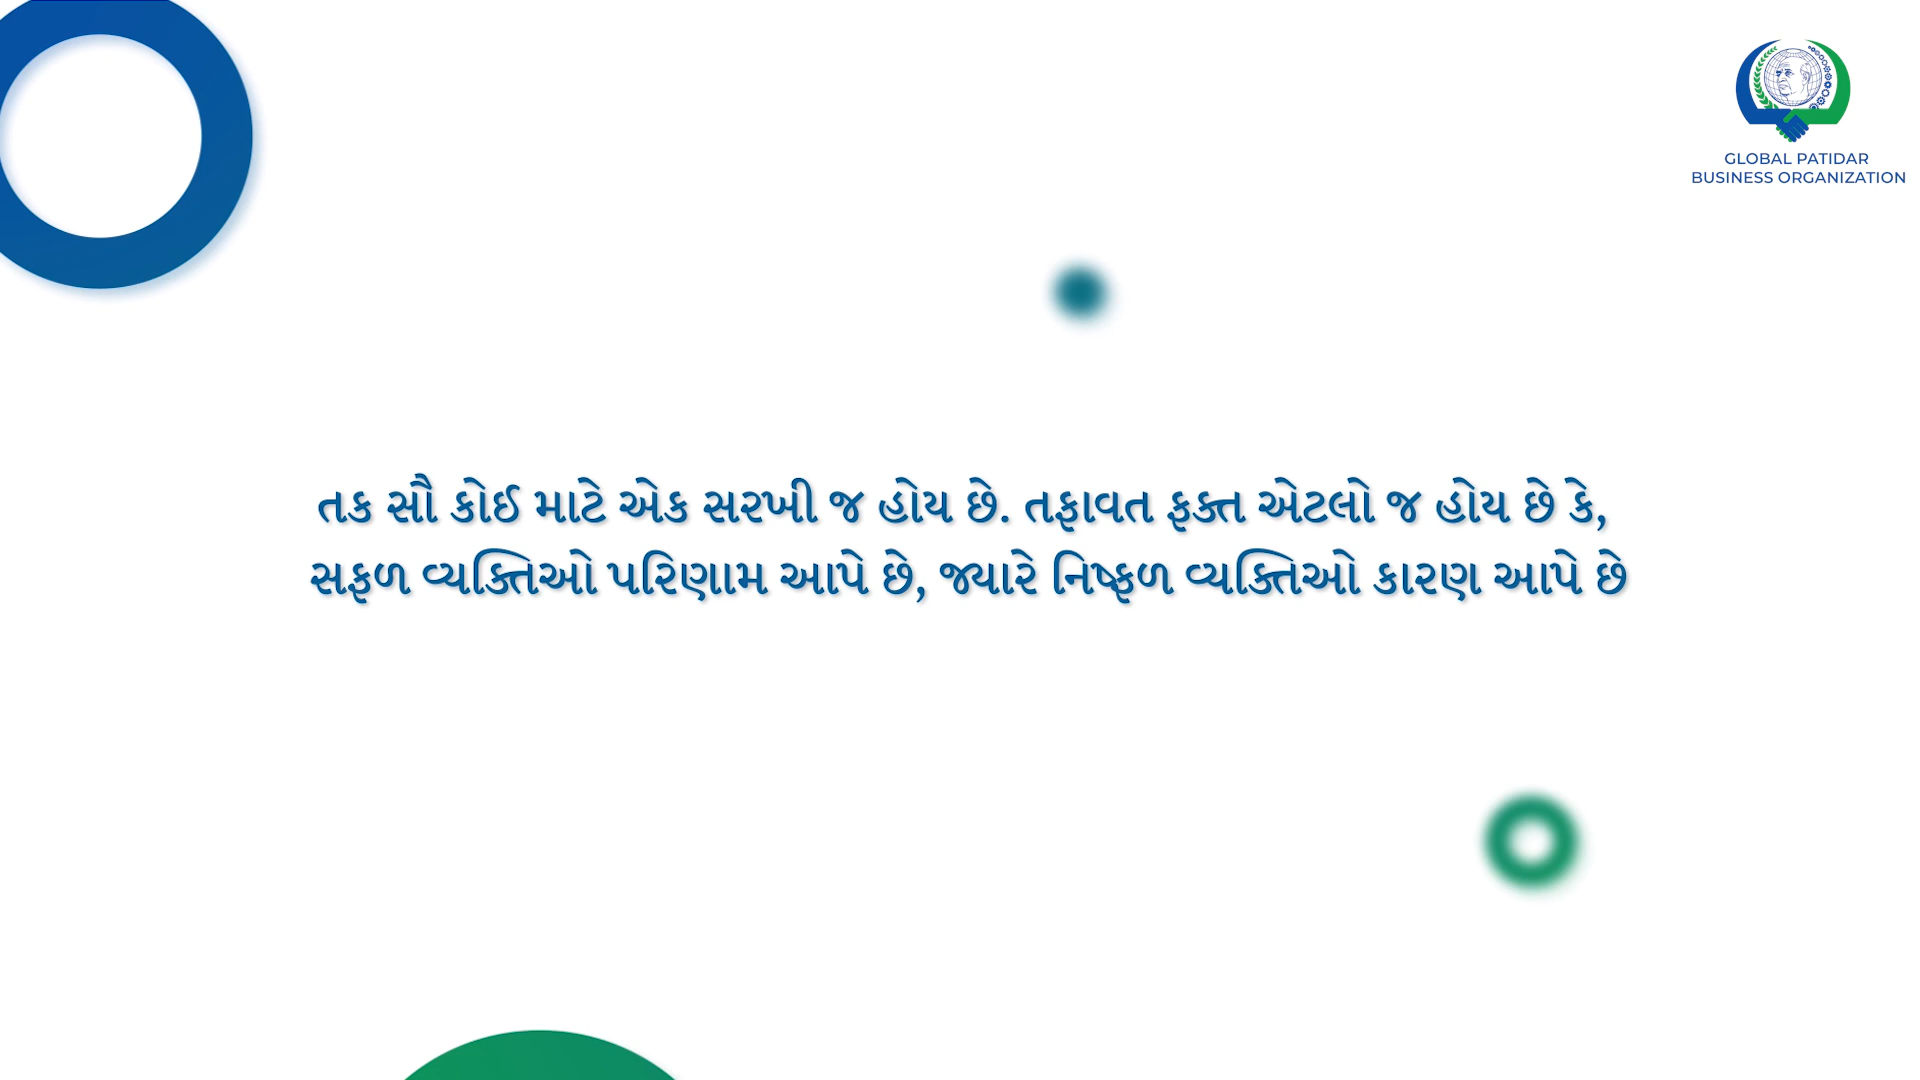 GLOBAL PATIDAR
BUSINESS ORGANIZATION
તક સૌ કોઈ માટે એક સરખી જ હોય છે. તફાવત ફક્ત એટલો જ હોય છે કે,
સફળ વ્યક્તિઓ પરિણામ આપે છે, જ્યારે નિષ્ફળ વ્યક્તિઓ કારણ આપે છે